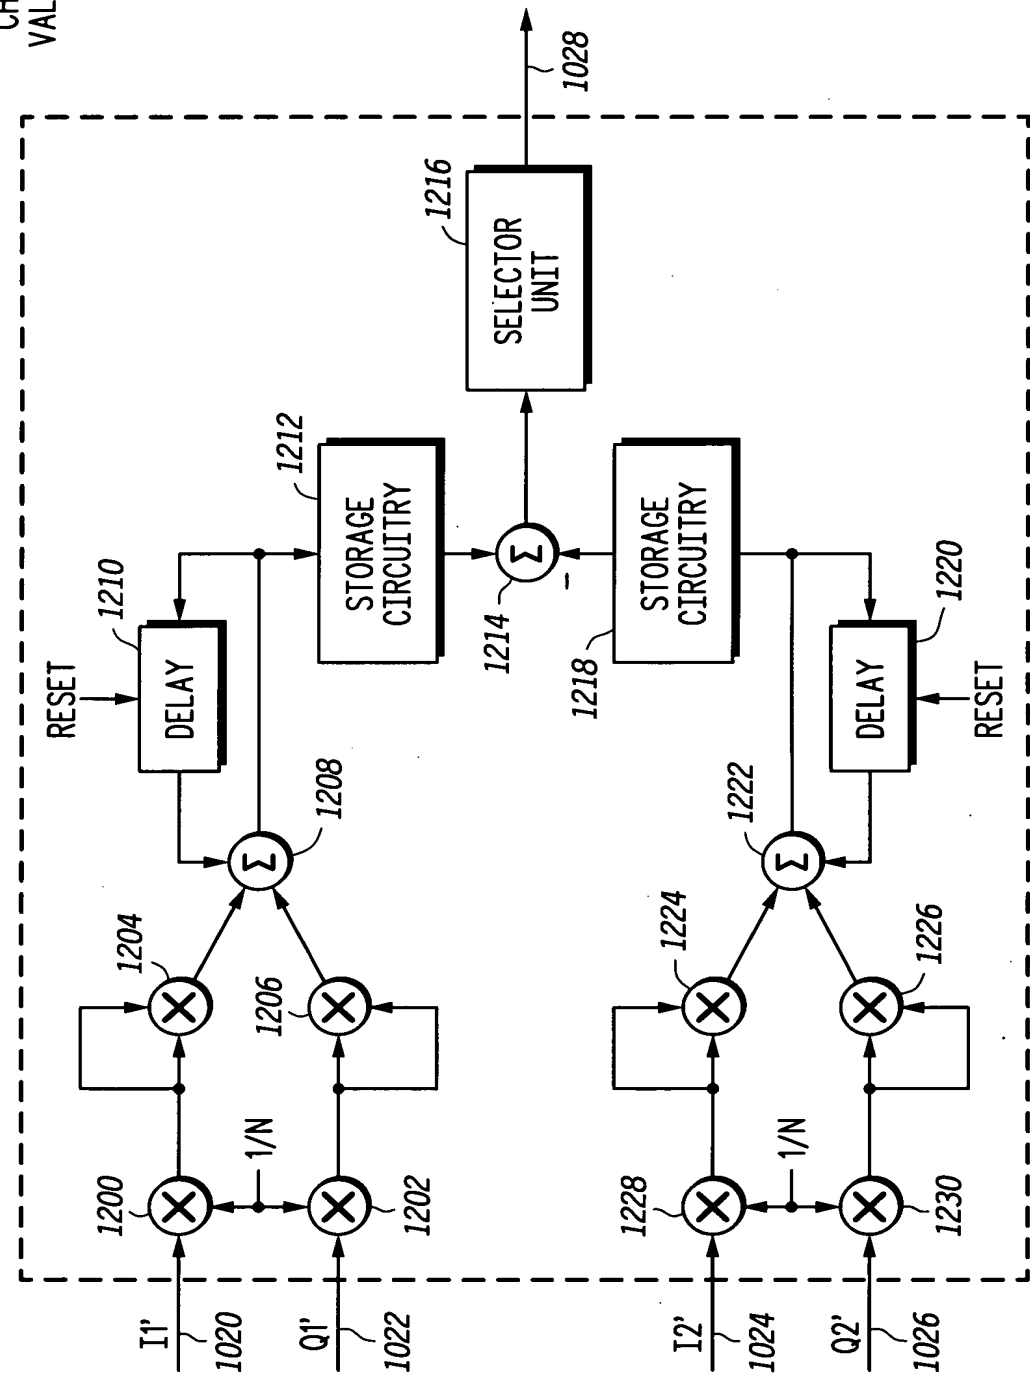 CH
VAL
1028
1216
SELECTOR
UNIT
1212
STORAGE
CIRCUITRY
Σ
1214
-
STORAGE
CIRCUITRY
1218
1210
RESET
DELAY
1220
DELAY
RESET
1208
Σ
1222
Σ
1204
1206
1224
1226
1200
1/N
1202
1228
1/N
1230
I1'
1020
Q1'
1022
I2'
1024
Q2'
1026